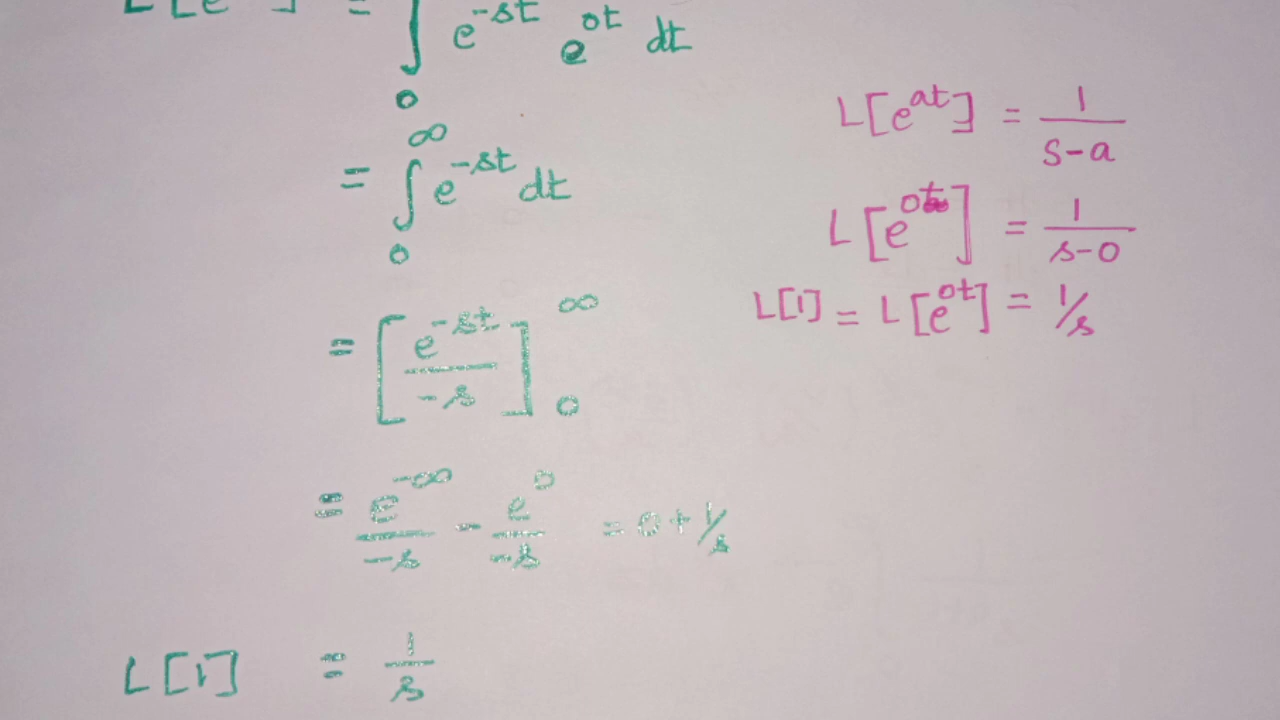 L[e ] = ∫ e^{-st} e^{0t} dt
0
∞
= ∫ e^{-st} dt
0
= [e^{-st}/-s]_0^∞
= e^{-∞}/-s - e^0/-s = 0 + 1/s
L[1] = 1/s
L[e^{at}] = 1/(s-a)
L[e^{0t}] = 1/(s-0)
L[1] = L[e^{0t}] = 1/s